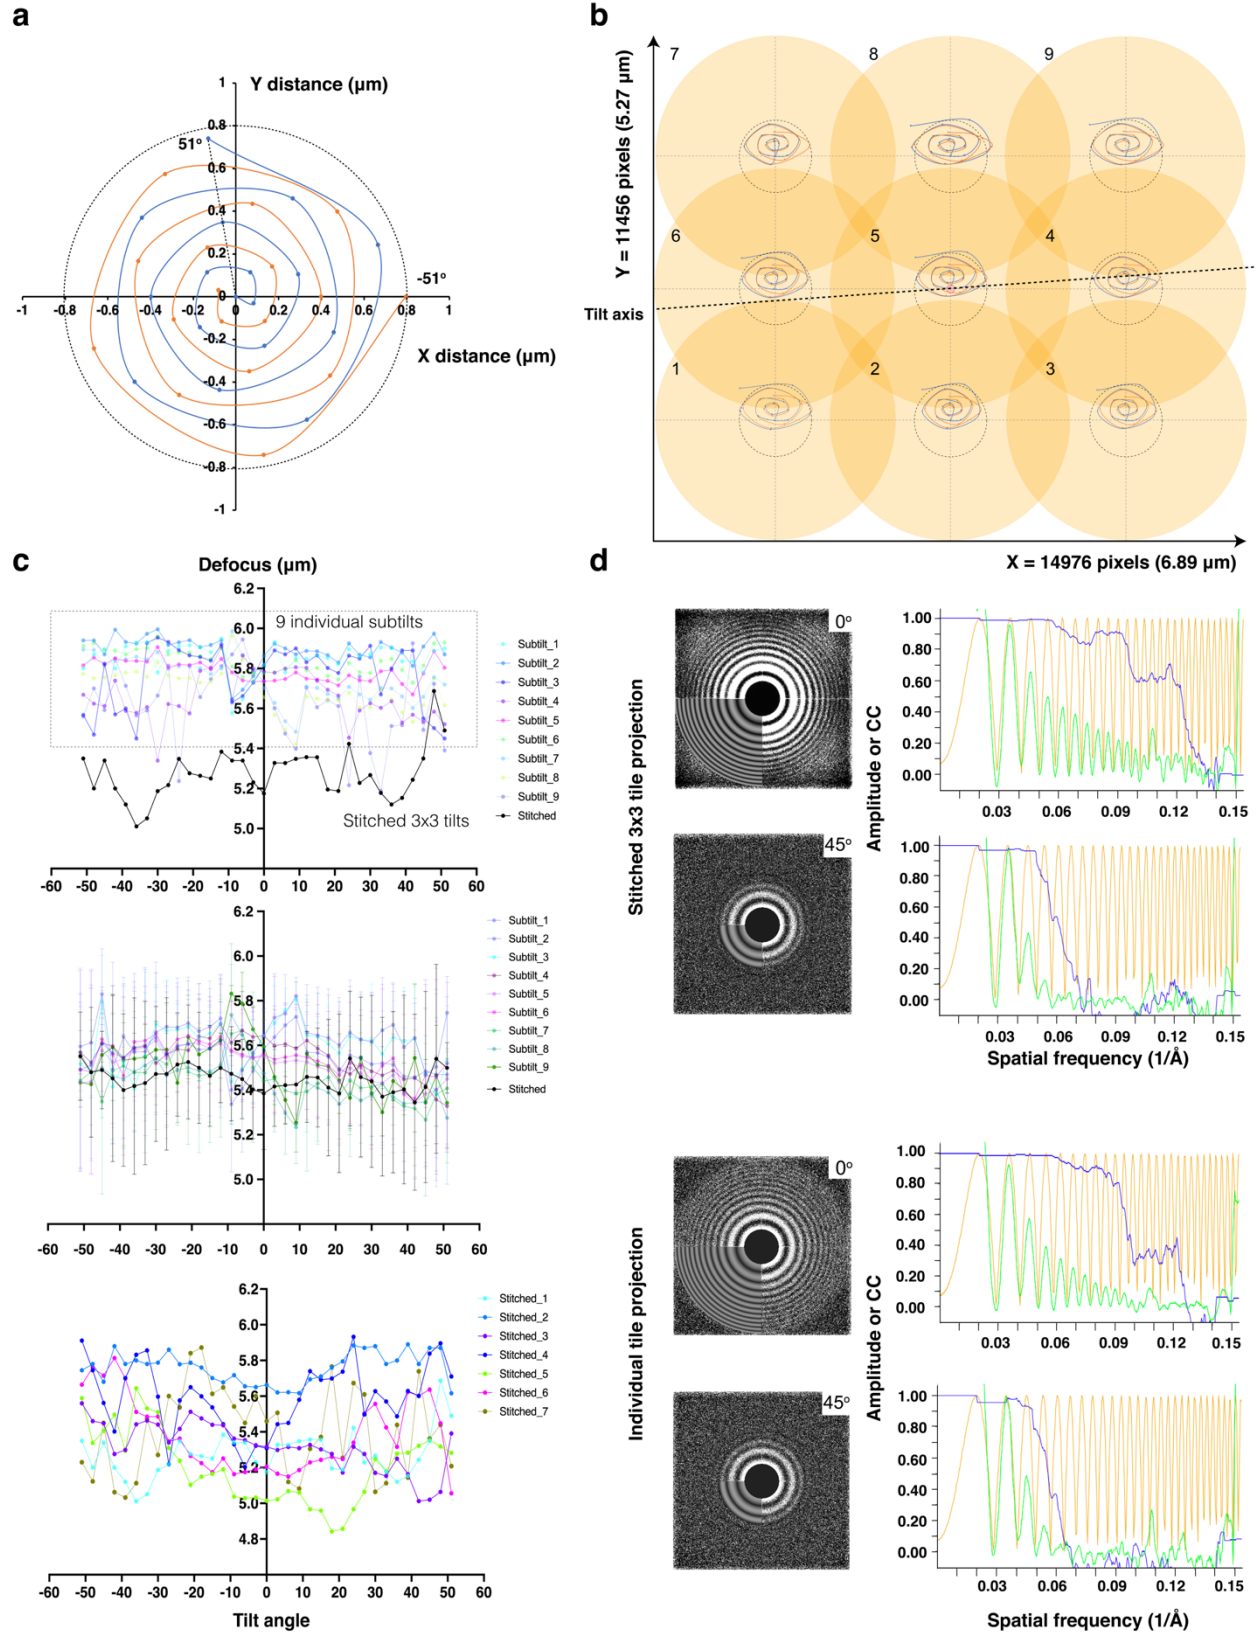 a
Y distance (µm)
1
0.8
0.6
0.4
0.2
0
-0.2
-0.4
-0.6
-0.8
-1
51º
-51º
-1 -0.8 -0.6 -0.4 -0.2 0.2 0.4 0.6 0.8 1
X distance (µm)
b
Y = 11456 pixels (5.27 µm)
7 8 9
6 5 4
1 2 3
Tilt axis
X = 14976 pixels (6.89 µm)
c
Defocus (µm)
6.2
6.0
5.8
5.6
5.4
5.2
5.0
9 individual subtilts
Stitched 3x3 tilts
Subtilt_1
Subtilt_2
Subtilt_3
Subtilt_4
Subtilt_5
Subtilt_6
Subtilt_7
Subtilt_8
Subtilt_9
Stitched
-60 -50 -40 -30 -20 -10 0 10 20 30 40 50 60
6.2
6.0
5.8
5.6
5.4
5.2
5.0
Subtilt_1
Subtilt_2
Subtilt_3
Subtilt_4
Subtilt_5
Subtilt_6
Subtilt_7
Subtilt_8
Subtilt_9
Stitched
-60 -50 -40 -30 -20 -10 0 10 20 30 40 50 60
6.2
6.0
5.8
5.6
5.4
5.2
5.0
4.8
Stitched_1
Stitched_2
Stitched_3
Stitched_4
Stitched_5
Stitched_6
Stitched_7
-60 -50 -40 -30 -20 -10 0 10 20 30 40 50 60
Tilt angle
d
Stitched 3x3 tile projection
0º
Amplitude or CC
1.00
0.80
0.60
0.40
0.20
0.00
0.03 0.06 0.09 0.12 0.15
45º
1.00
0.80
0.60
0.40
0.20
0.00
0.03 0.06 0.09 0.12 0.15
Spatial frequency (1/Å)
Individual tile projection
0º
Amplitude or CC
1.00
0.80
0.60
0.40
0.20
0.00
0.03 0.06 0.09 0.12 0.15
45º
1.00
0.80
0.60
0.40
0.20
0.00
0.03 0.06 0.09 0.12 0.15
Spatial frequency (1/Å)